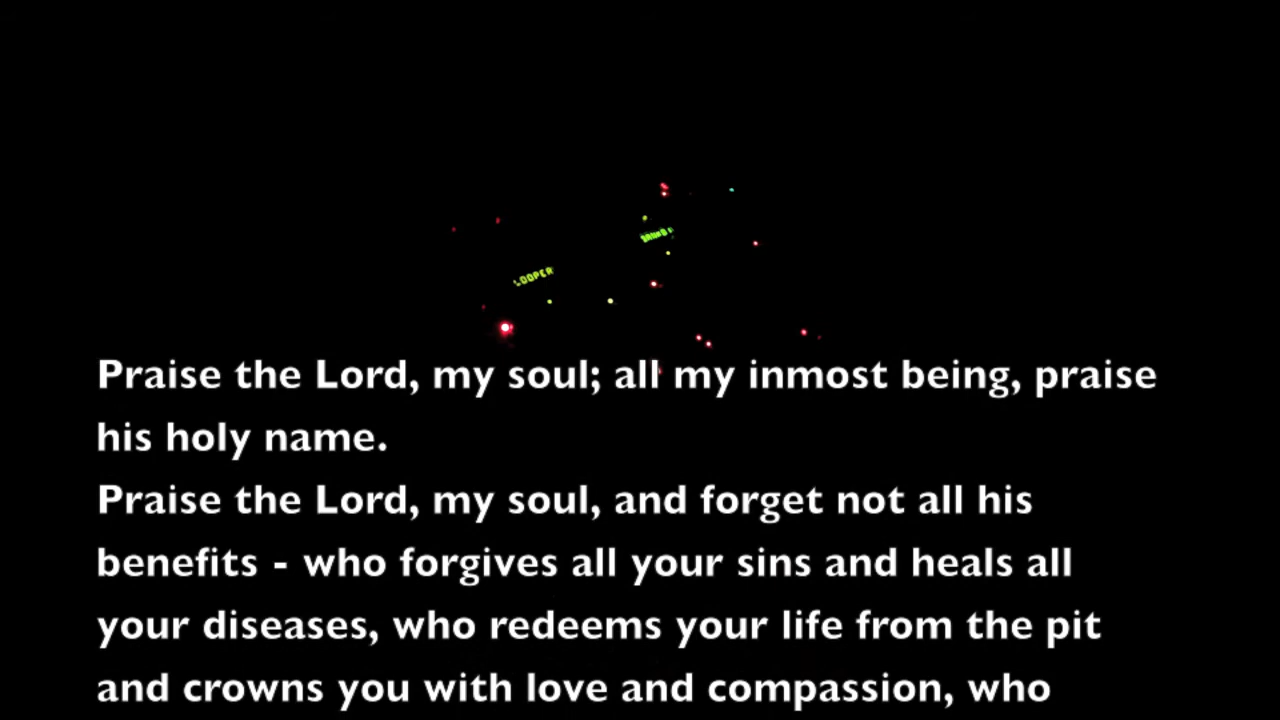 LOOPER
Praise the Lord, my soul; all my inmost being, praise
his holy name.
Praise the Lord, my soul, and forget not all his
benefits - who forgives all your sins and heals all
your diseases, who redeems your life from the pit
and crowns you with love and compassion, who